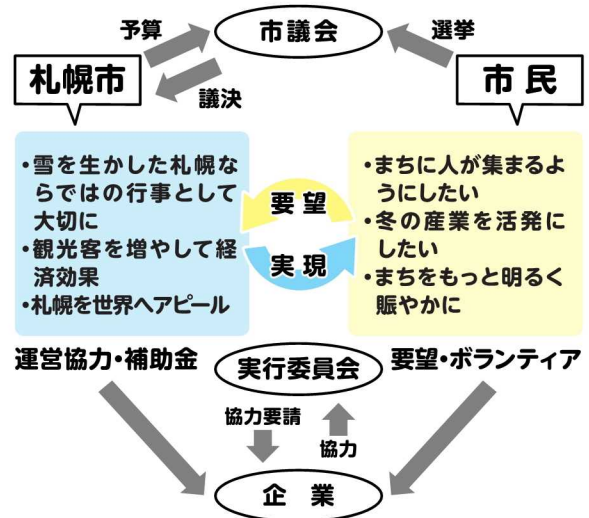 予算
市議会
選挙
札幌市
議決
市民
・雪を生かした札幌な
らではの行事として
大切に
・観光客を増やして経
済効果
・札幌を世界へアピール
要望
実現
・まちに人が集まるよ
うにしたい
・冬の産業を活発に
したい
・まちをもっと明るく
賑やかに
運営協力・補助金
実行委員会
要望・ボランティア
協力要請
協力
企業